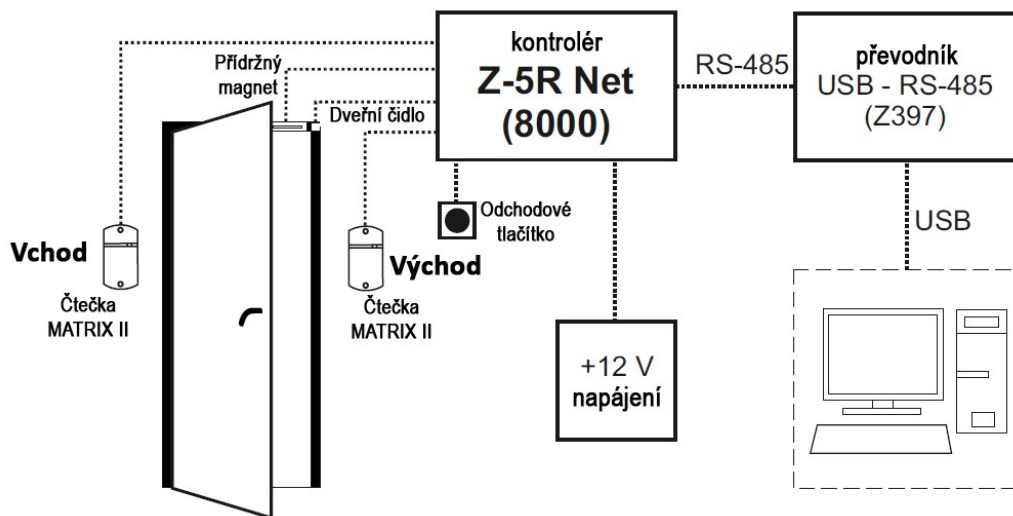 kontrolér
Z-5R Net
(8000)
RS-485
převodník
USB - RS-485
(Z397)
Přídržný
magnet
Dveřní čidlo
Odchodové
tlačítko
USB
Vchod
Východ
Čtečka
MATRIX II
Čtečka
MATRIX II
+12 V
napájení